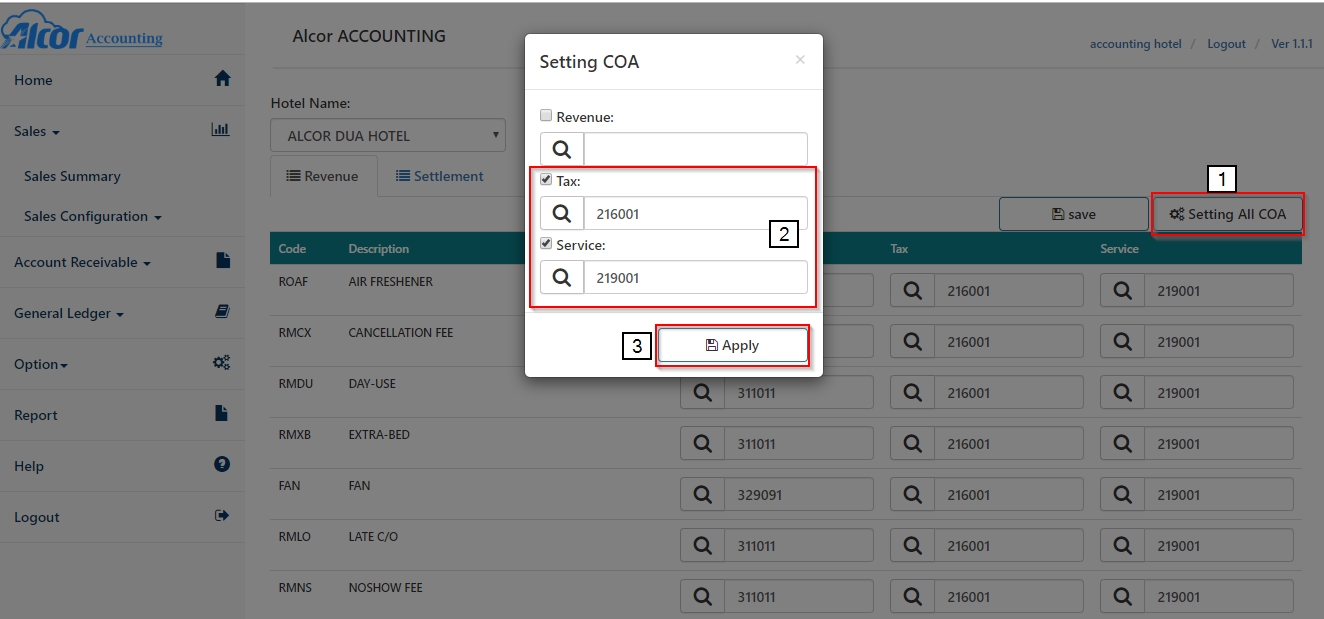 Alcor Accounting
Alcor ACCOUNTING
accounting hotel / Logout / Ver 1.1.1
Home
Sales
Sales Summary
Sales Configuration
Account Receivable
General Ledger
Option
Report
Help
Logout
Hotel Name:
ALCOR DUA HOTEL
Revenue Settlement
1
save Setting All COA
Setting COA ×
Revenue:
Tax:
216001
2
Service:
219001
3 Apply
Code Description Tax Service
ROAF AIR FRESHENER 216001 219001
RMCX CANCELLATION FEE 216001 219001
RMDU DAY-USE 311011 216001 219001
RMXB EXTRA-BED 311011 216001 219001
FAN FAN 329091 216001 219001
RMLO LATE C/O 311011 216001 219001
RMNS NOSHOW FEE 311011 216001 219001